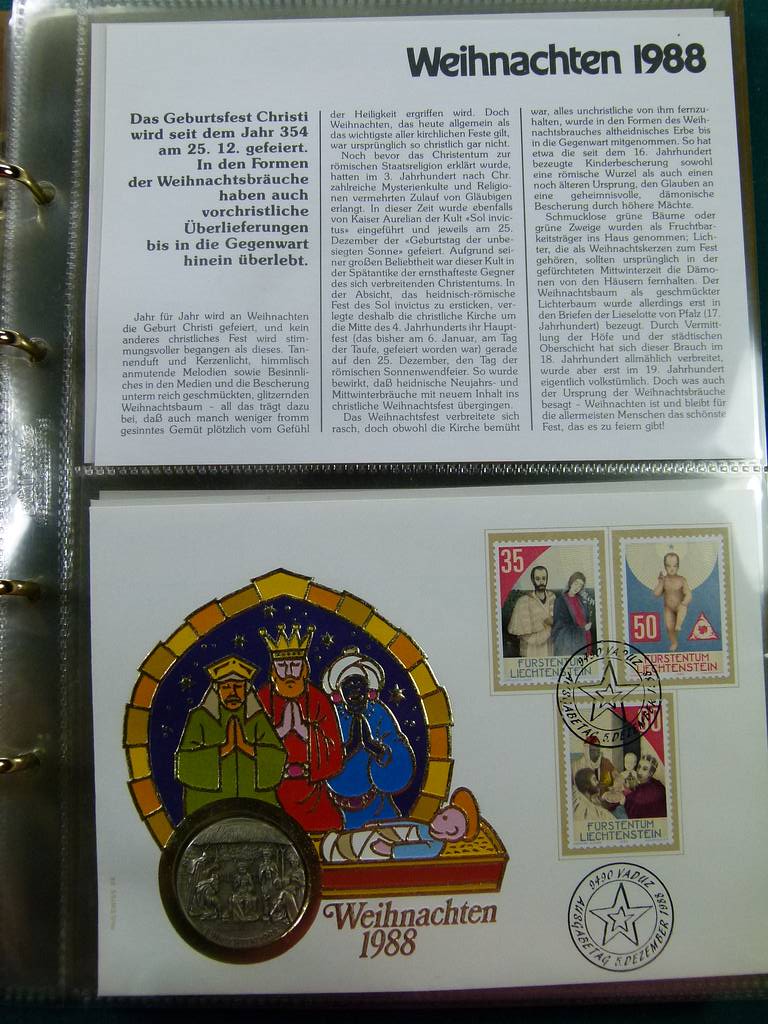 Weihnachten 1988
Das Geburtsfest Christi
wird seit dem Jahr 354
am 25. 12. gefeiert.
In den Formen
der Weihnachtsbräuche
haben auch
vorchristliche
Überlieferungen
bis in die Gegenwart
hinein überlebt.
Jahr für Jahr wird an Weihnachten
die Geburt Christi gefeiert, und kein
anderes christliches Fest wird stim-
mungsvoller begangen als dieses. Tan-
nenduft und Kerzenlicht, himmlisch
anmutende Melodien sowie Besinnli-
ches in den Medien und die Bescherung
unterm reich geschmückten, glitzernden
Weihnachtsbaum – all das trägt dazu
bei, daß auch manch weniger fromm
gesinntes Gemüt plötzlich vom Gefühl
der Heiligkeit ergriffen wird. Doch
Weihnachten, das heute allgemein als
das wichtigste aller kirchlichen Feste gilt,
war ursprünglich so christlich gar nicht.
Noch bevor das Christentum zur
römischen Staatsreligion erklärt wurde,
hatten im 3. Jahrhundert nach Chr.
zahlreiche Mysterienkulte und Religio-
nen vermehrten Zulauf von Gläubigen
erlangt. In dieser Zeit wurde ebenfalls
von Kaiser Aurelian der Kult «Sol invic-
tus» eingeführt und jeweils am 25.
Dezember der «Geburtstag der unbe-
siegten Sonne» gefeiert. Aufgrund sei-
ner großen Beliebtheit war dieser Kult in
der Spätantike der ernsthafteste Gegner
des sich verbreitenden Christentums. In
der Absicht, das heidnisch-römische
Fest des Sol invictus zu ersticken, ver-
legte deshalb die christliche Kirche um
die Mitte des 4. Jahrhunderts ihr Haupt-
fest (das bisher am 6. Januar, am Tag
der Taufe, gefeiert worden war) gerade
auf den 25. Dezember, den Tag der
römischen Sonnenwendfeier. So wurde
bewirkt, daß heidnische Neujahrs- und
Mittwinterbräuche mit neuem Inhalt ins
christliche Weihnachtsfest übergingen.
Das Weihnachtsfest verbreitete sich
rasch, doch obwohl die Kirche bemüht
war, alles unchristliche von ihm fernzu-
halten, wurde in den Formen des Weih-
nachtsbrauches altheidnisches Erbe bis
in die Gegenwart mitgenommen. So hat
etwa die seit dem 16. Jahrhundert
bezeugte Kinderbescherung sowohl
eine römische Wurzel als auch einen
noch älteren Ursprung, den Glauben an
eine geheimnisvolle, dämonische
Bescherung durch höhere Mächte.
Schmucklose grüne Bäume oder
grüne Zweige wurden als Fruchtbar-
keitsträger ins Haus genommen; Lich-
ter, die als Weihnachtskerzen zum Fest
gehören, sollten ursprünglich in der
gefürchteten Mittwinterzeit die Dämo-
nen von den Häusern fernhalten. Der
Weihnachtsbaum als geschmückter
Lichterbaum wurde allerdings erst in
den Briefen der Lieselotte von Pfalz (17.
Jahrhundert) bezeugt. Durch Vermitt-
lung der Höfe und der städtischen
Oberschicht hat sich dieser Brauch im
18. Jahrhundert allmählich verbreitet,
wurde aber erst im 19. Jahrhundert
eigentlich volkstümlich. Doch was auch
der Ursprung der Weihnachtsbräuche
besagt – Weihnachten ist und bleibt für
die allermeisten Menschen das schönste
Fest, das es zu feiern gibt!
35
FÜRSTENTUM
LIECHTENSTEIN
50
FÜRSTENTUM
LIECHTENSTEIN
9490 VADUZ
AUSGABETAG 5. DEZEMBER
FÜRSTENTUM
LIECHTENSTEIN
9490 VADUZ
AUSGABETAG 5. DEZEMBER 1988
Weihnachten
1988